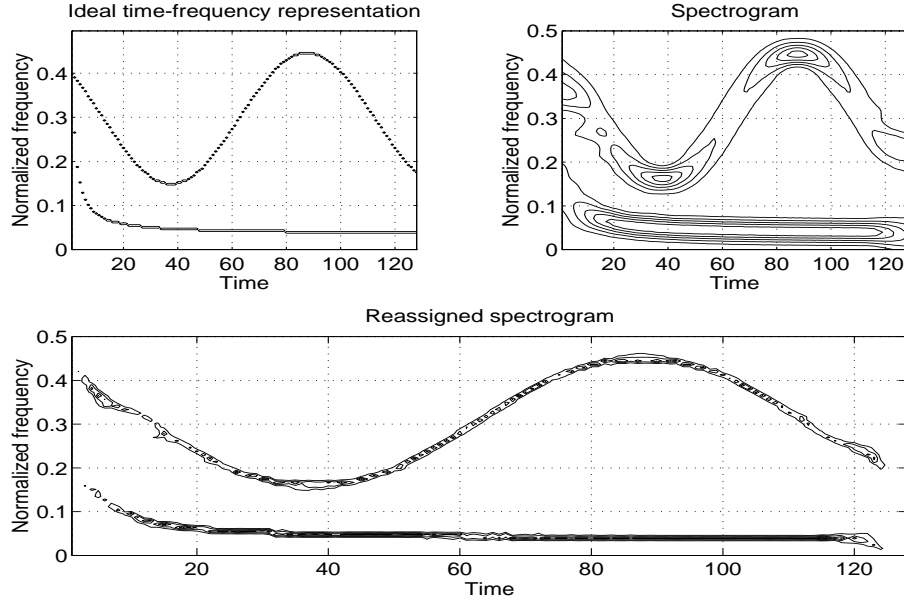 Ideal time-frequency representation
Normalized frequency
0.4
0.3
0.2
0.1
0
20 40 60 80 100 120
Time
Spectrogram
Normalized frequency
0.5
0.4
0.3
0.2
0.1
0
20 40 60 80 100 120
Time
Reassigned spectrogram
Normalized frequency
0.5
0.4
0.3
0.2
0.1
0
20 40 60 80 100 120
Time